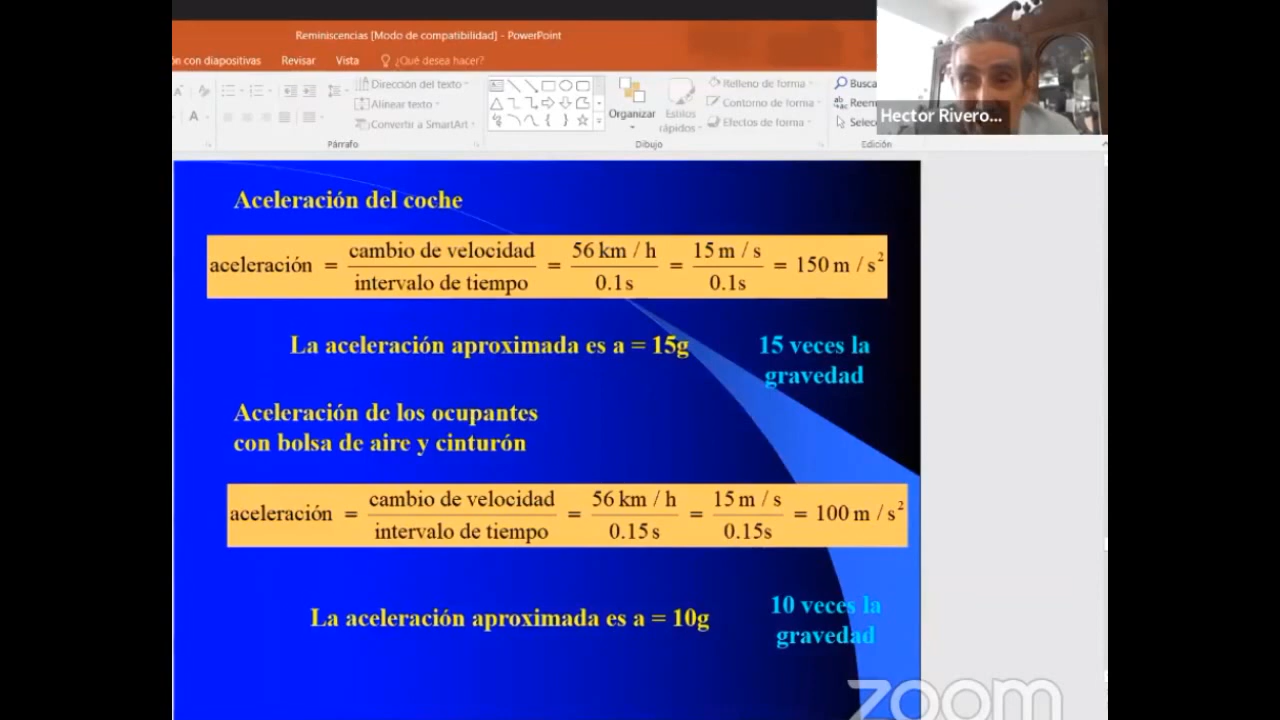 Reminiscencias [Modo de compatibilidad] - PowerPoint
ón con diapositivas Revisar Vista ¿Qué desea hacer?
Dirección del texto
Alinear texto
Convertir a SmartArt
Párrafo
Organizar
Estilos
rápidos
Relleno de forma
Contorno de forma
Efectos de forma
Dibujo
Busca
Reem
Selec
Edición
Hector Rivero...
Aceleración del coche
aceleración = cambio de velocidad / intervalo de tiempo = 56 km / h / 0.1s = 15 m / s / 0.1s = 150 m / s²
La aceleración aproximada es a = 15g
15 veces la
gravedad
Aceleración de los ocupantes
con bolsa de aire y cinturón
aceleración = cambio de velocidad / intervalo de tiempo = 56 km / h / 0.15 s = 15 m / s / 0.15s = 100 m / s²
La aceleración aproximada es a = 10g
10 veces la
gravedad
zoom